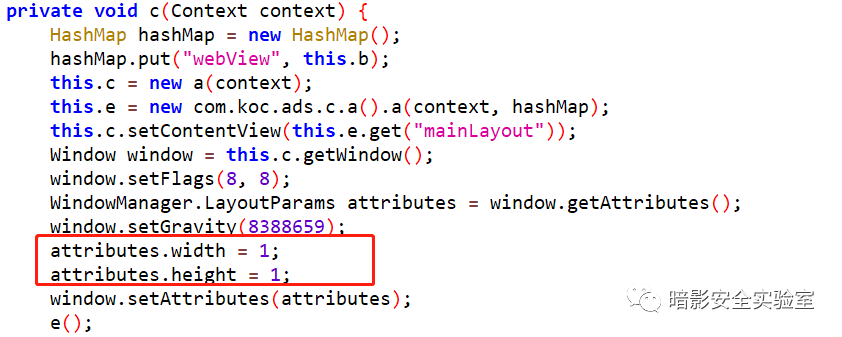 private void c(Context context) {
HashMap hashMap = new HashMap();
hashMap.put("webView", this.b);
this.c = new a(context);
this.e = new com.koc.ads.c.a().a(context, hashMap);
this.c.setContentView(this.e.get("mainLayout"));
Window window = this.c.getWindow();
window.setFlags(8, 8);
WindowManager.LayoutParams attributes = window.getAttributes();
window.setGravity(8388659);
attributes.width = 1;
attributes.height = 1;
window.setAttributes(attributes);
e();
暗影安全实验室